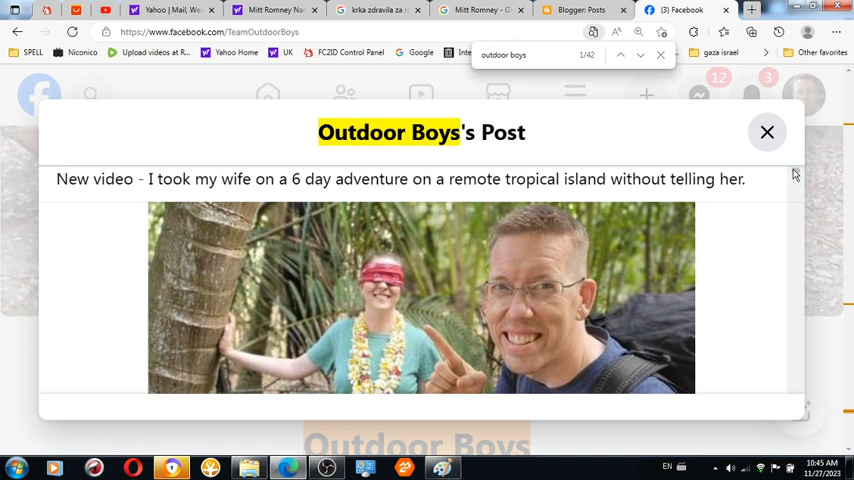 Yahoo | Mail, We
Mitt Romney Na
krka zdravila za r
Mitt Romney - G
Blogger: Posts
(3) Facebook
https://www.facebook.com/TeamOutdoorBoys
SPELL
Niconico
Upload videos at R...
Yahoo Home
UK
FC2ID Control Panel
Google
Inte
gaza israel
Other favorites
outdoor boys
1/42
12
3
Outdoor Boys's Post
New video - I took my wife on a 6 day adventure on a remote tropical island without telling her.
Outdoor Boys
EN
10:45 AM
11/27/2023